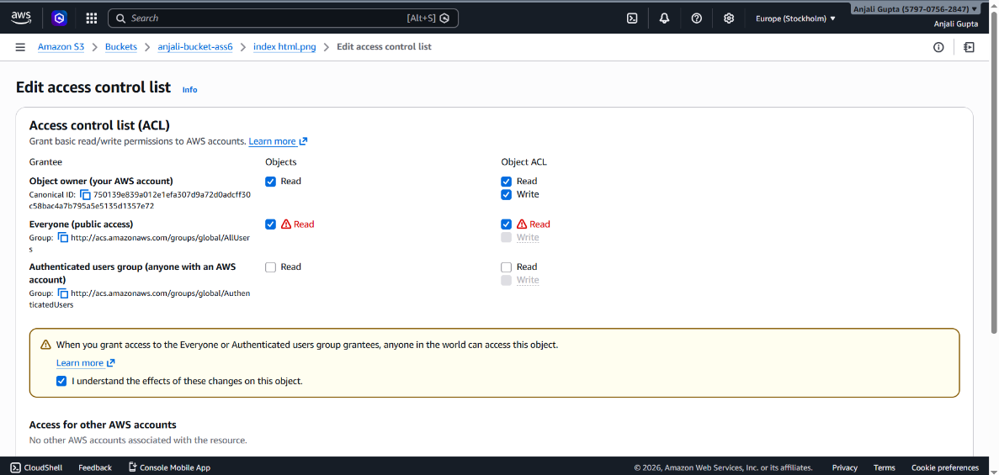 aws
Search
[Alt+S]
Europe (Stockholm) ▼
Anjali Gupta (5797-0756-2847) ▼
Anjali Gupta
Amazon S3 > Buckets > anjali-bucket-ass6 > index html.png > Edit access control list
Edit access control list Info
Access control list (ACL)
Grant basic read/write permissions to AWS accounts. Learn more
Grantee Objects Object ACL
Object owner (your AWS account) Read Read
Canonical ID: 750139e839a012e1efa307d9a72d0adcff30 Write
c58bac4a7b795a5e5135d1357e72
Everyone (public access) Read Read
Group: http://acs.amazonaws.com/groups/global/AllUser Write
s
Authenticated users group (anyone with an AWS Read Read
account) Write
Group: http://acs.amazonaws.com/groups/global/Authen
ticatedUsers
When you grant access to the Everyone or Authenticated users group grantees, anyone in the world can access this object.
Learn more
I understand the effects of these changes on this object.
Access for other AWS accounts
No other AWS accounts associated with the resource.
CloudShell Feedback Console Mobile App © 2026, Amazon Web Services, Inc. or its affiliates. Privacy Terms Cookie preferences